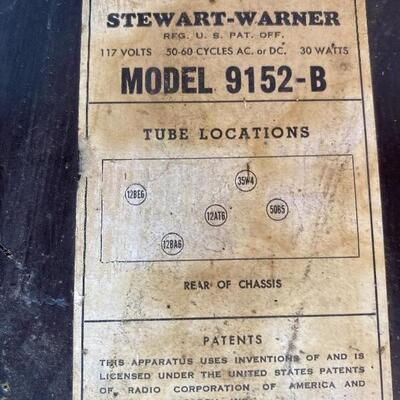 STEWART-WARNER
REG. U. S. PAT. OFF.
117 VOLTS 50-60 CYCLES AC. or DC. 30 WATTS
MODEL 9152-B
TUBE LOCATIONS
35W4
12BE6
12AT6
50B5
12BA6
REAR OF CHASSIS
PATENTS
THIS APPARATUS USES INVENTIONS OF AND IS
LICENSED UNDER THE UNITED STATES PATENTS
OF RADIO CORPORATION OF AMERICA AND